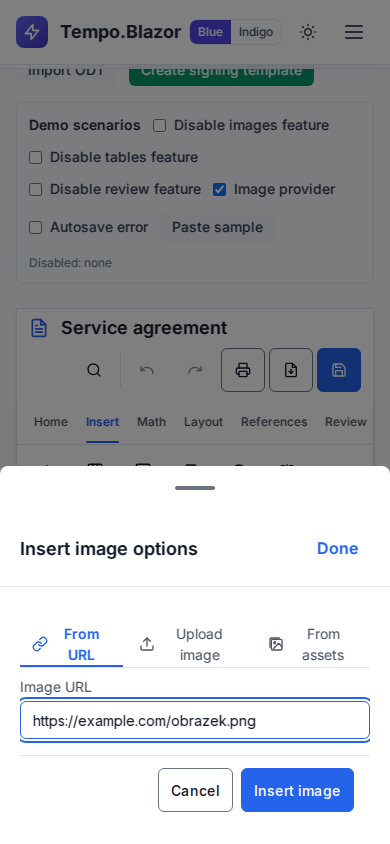 Tempo.Blazor
Blue
Indigo
Import ODT
Create signing template
Demo scenarios
Disable images feature
Disable tables feature
Disable review feature
Image provider
Autosave error
Paste sample
Disabled: none
Service agreement
Home
Insert
Math
Layout
References
Review
Insert image options
Done
From
URL
Upload
image
From
assets
Image URL
https://example.com/obrazek.png
Cancel
Insert image